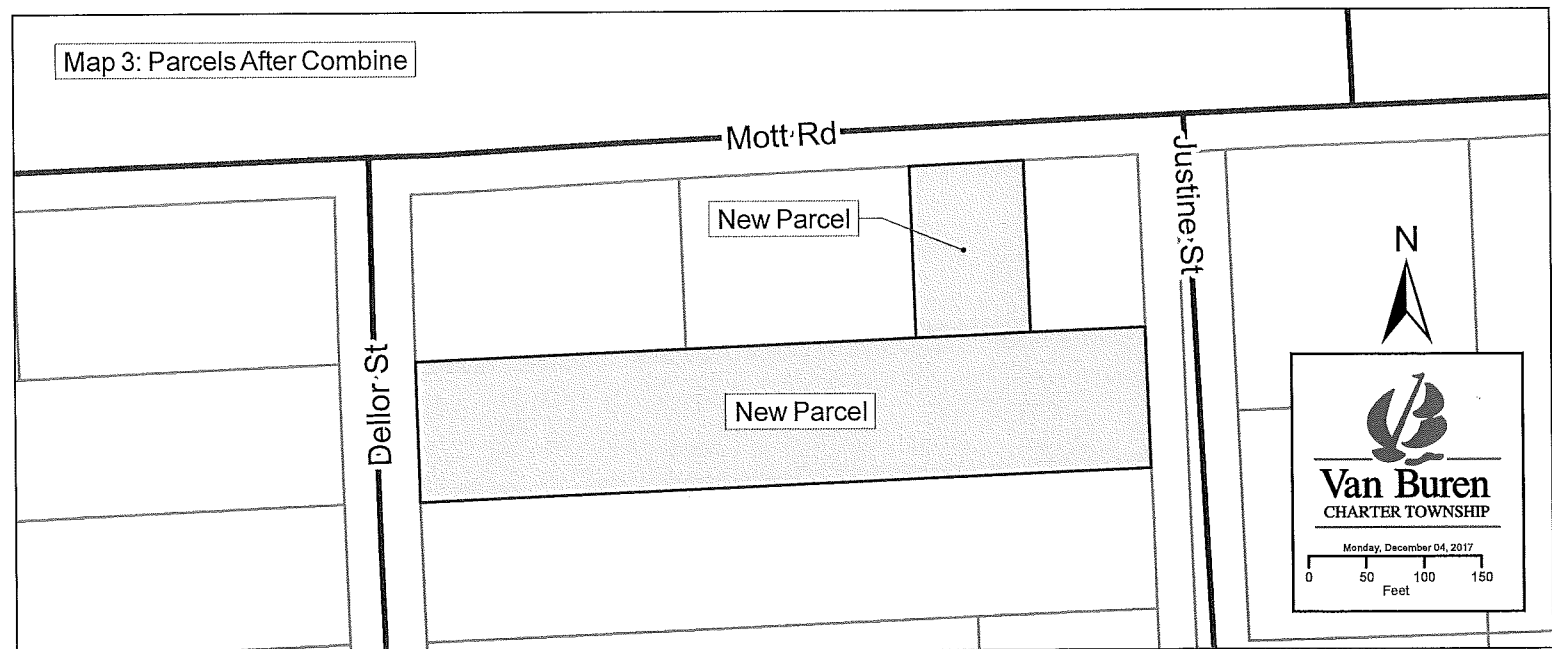 Map 3: Parcels After Combine
Mott Rd
Justine St
New Parcel
N
Dellor St
New Parcel
Van Buren
CHARTER TOWNSHIP
Monday, December 04, 2017
0 50 100 150
Feet